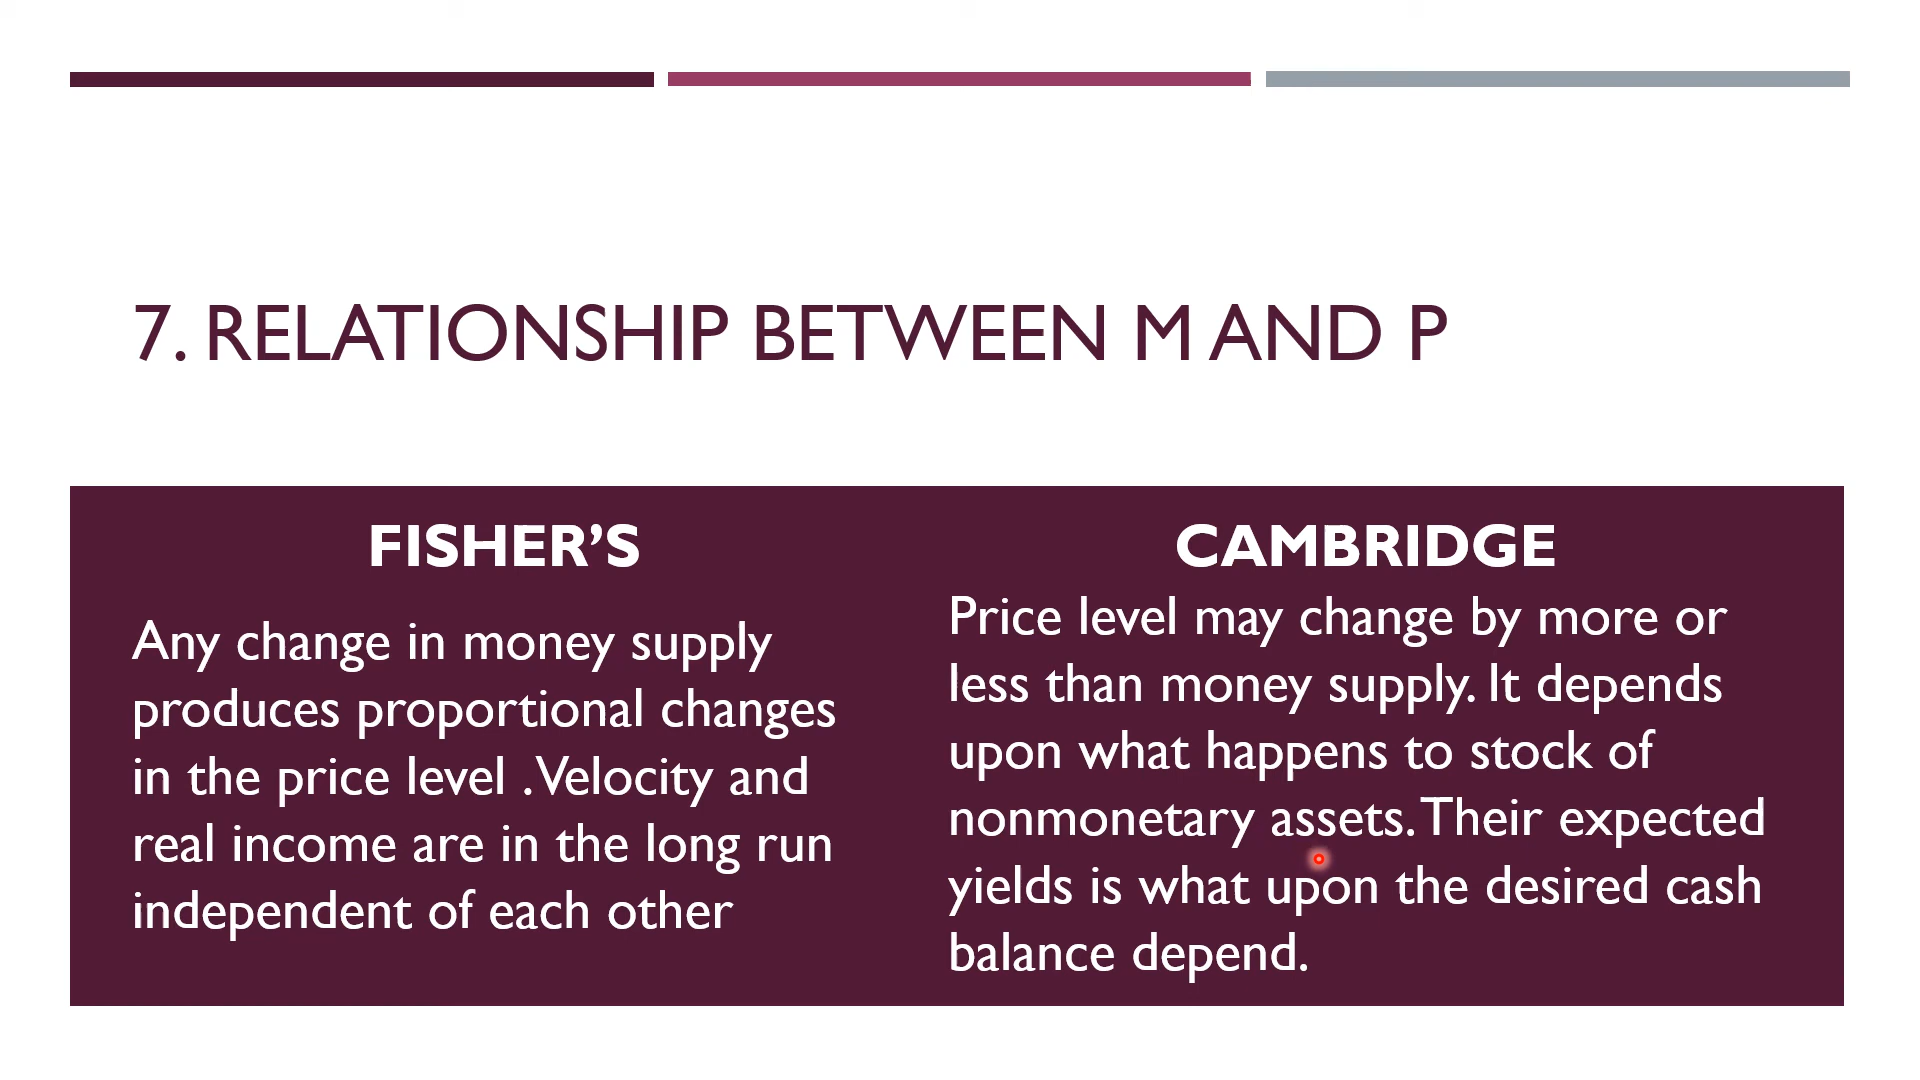 7. RELATIONSHIP BETWEEN M AND P
FISHER’S
Any change in money supply
produces proportional changes
in the price level .Velocity and
real income are in the long run
independent of each other
CAMBRIDGE
Price level may change by more or
less than money supply. It depends
upon what happens to stock of
nonmonetary assets. Their expected
yields is what upon the desired cash
balance depend.